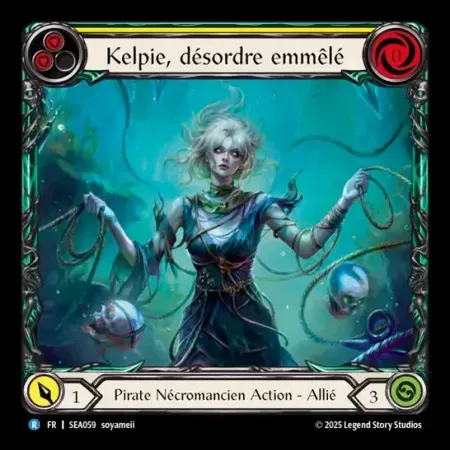 Kelpie, désordre emmêlé
1 Pirate Nécromancien Action - Allié 3
R FR | SEA059 soyameii © 2025 Legend Story Studios